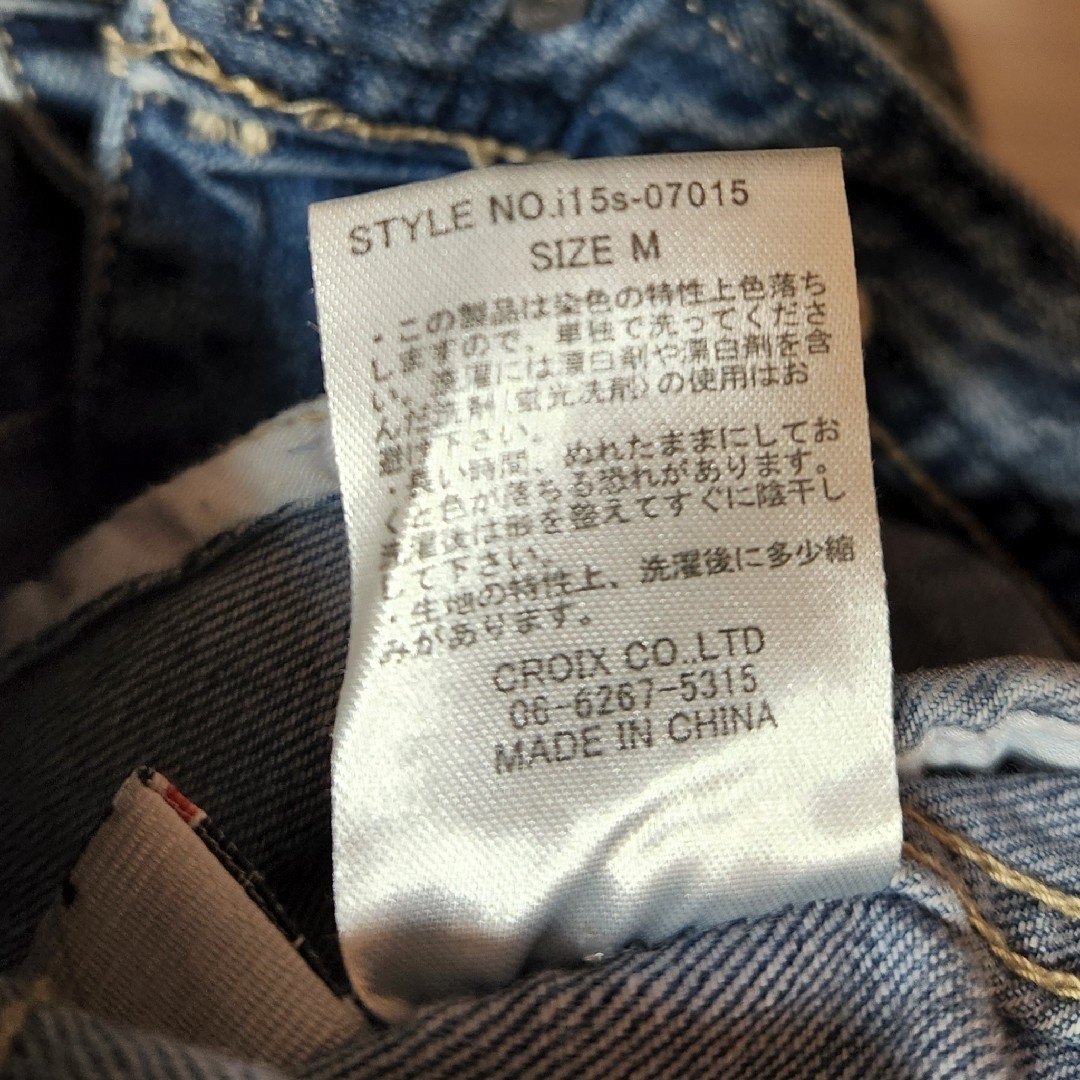 STYLE NO.i15s-07015
SIZE M
・この製品は染色の特性上色落ち
しますので、単独で洗ってくださ
い。洗濯には漂白剤や漂白剤を含
んだ洗剤(蛍光洗剤)の使用はお
避け下さい。
・長い時間、ぬれたままにしてお
くと色が落ちる恐れがあります。
洗濯後は形を整えてすぐに陰干し
して下さい。
・生地の特性上、洗濯後に多少縮
みがあります。
CROIX CO.,LTD
06-6267-5315
MADE IN CHINA